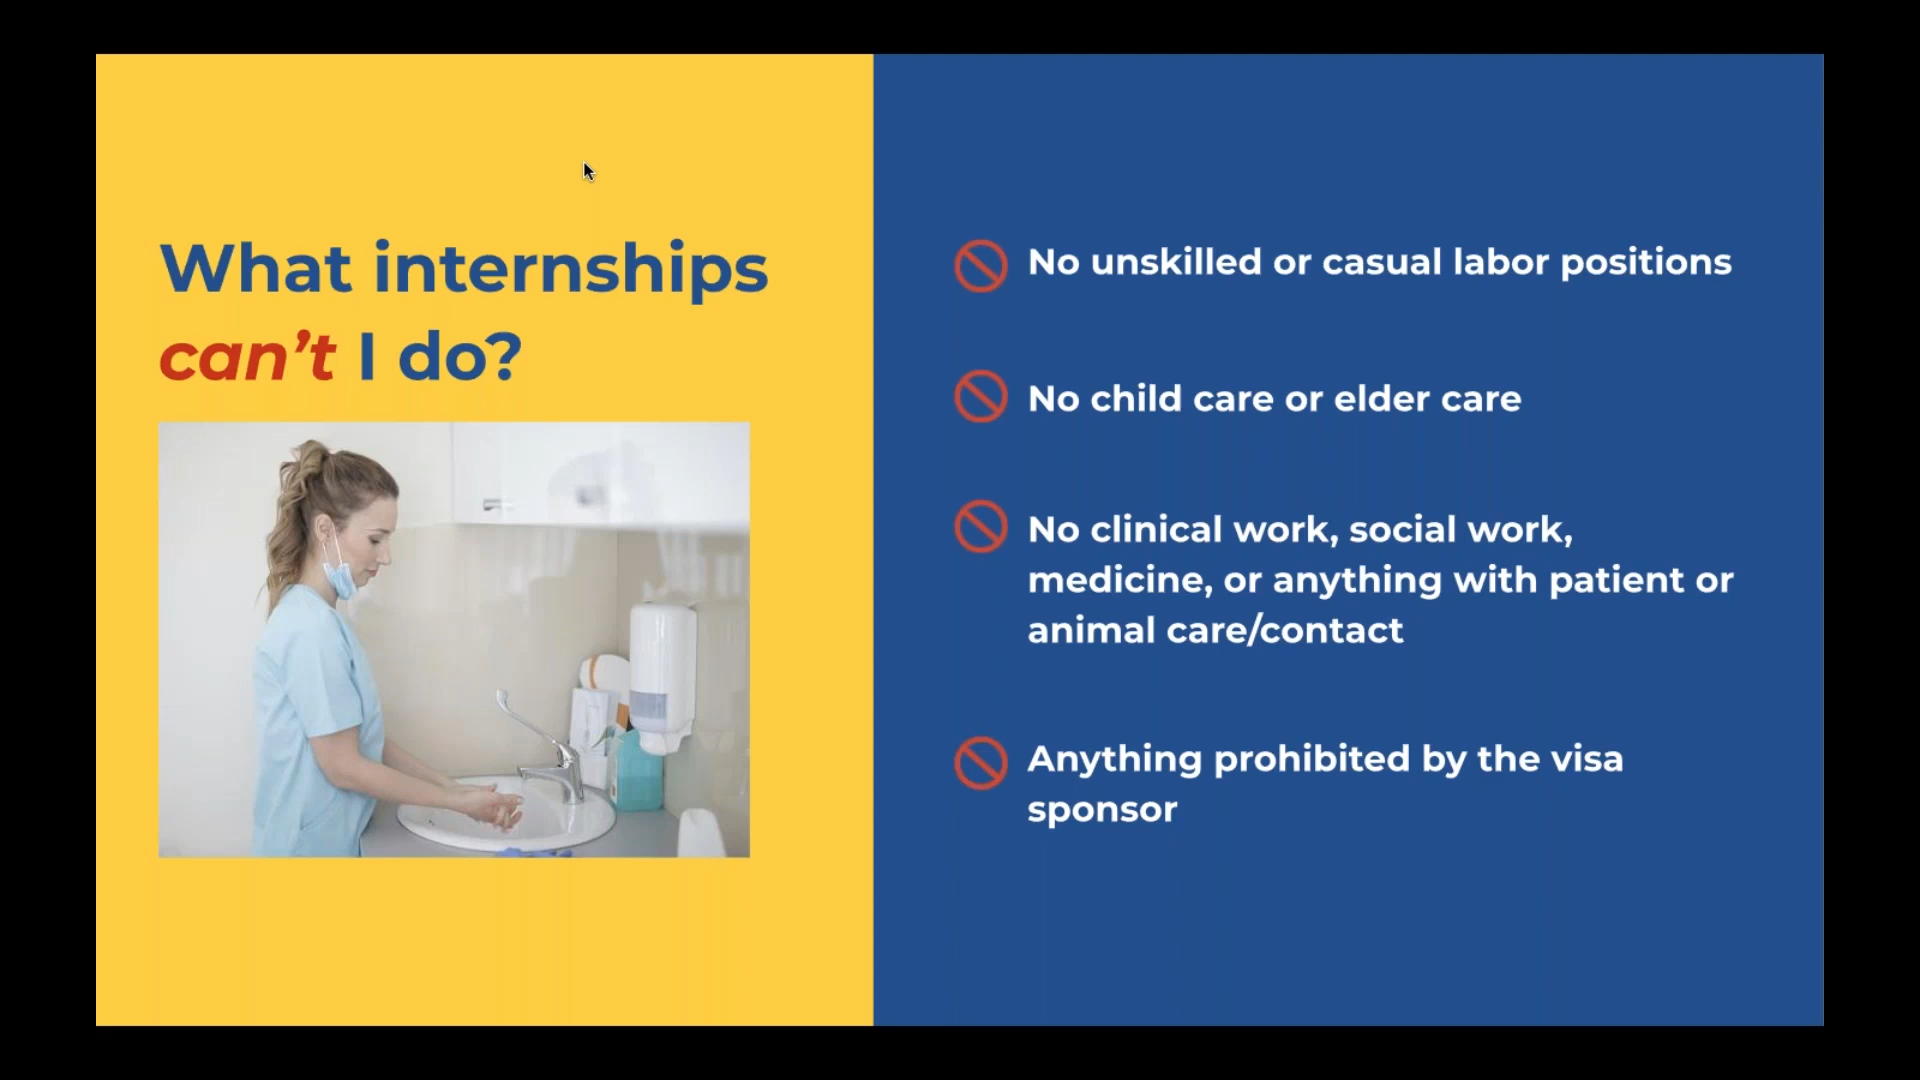 What internships
can't I do?
No unskilled or casual labor positions
No child care or elder care
No clinical work, social work,
medicine, or anything with patient or
animal care/contact
Anything prohibited by the visa
sponsor